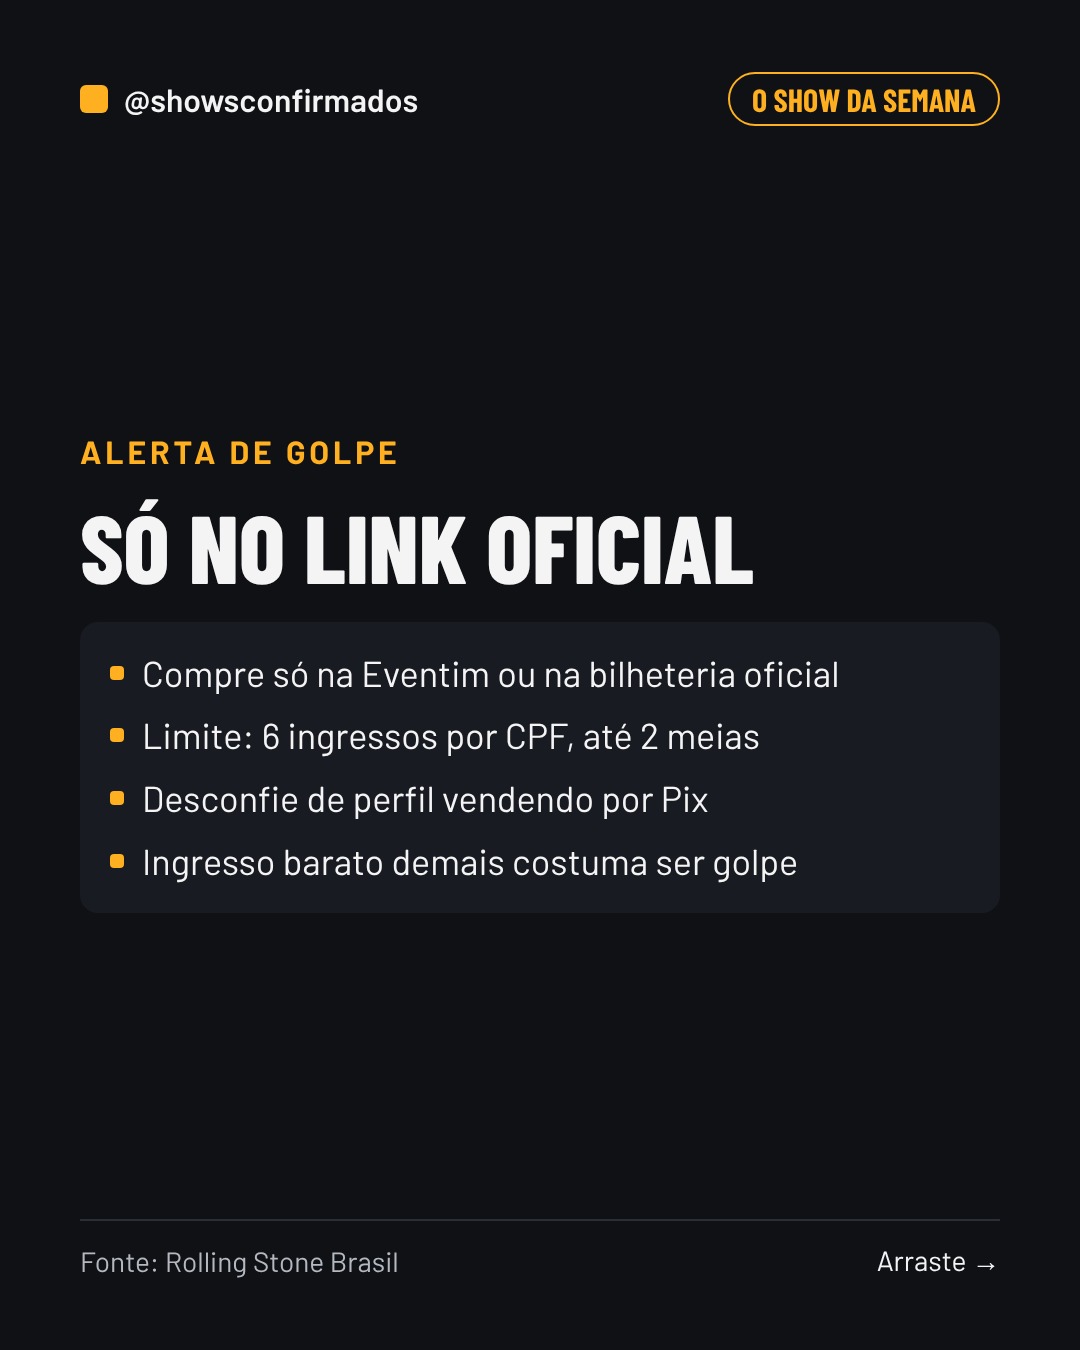 @showsconfirmados
O SHOW DA SEMANA
ALERTA DE GOLPE
SÓ NO LINK OFICIAL
Compre só na Eventim ou na bilheteria oficial
Limite: 6 ingressos por CPF, até 2 meias
Desconfie de perfil vendendo por Pix
Ingresso barato demais costuma ser golpe
Fonte: Rolling Stone Brasil
Arraste →